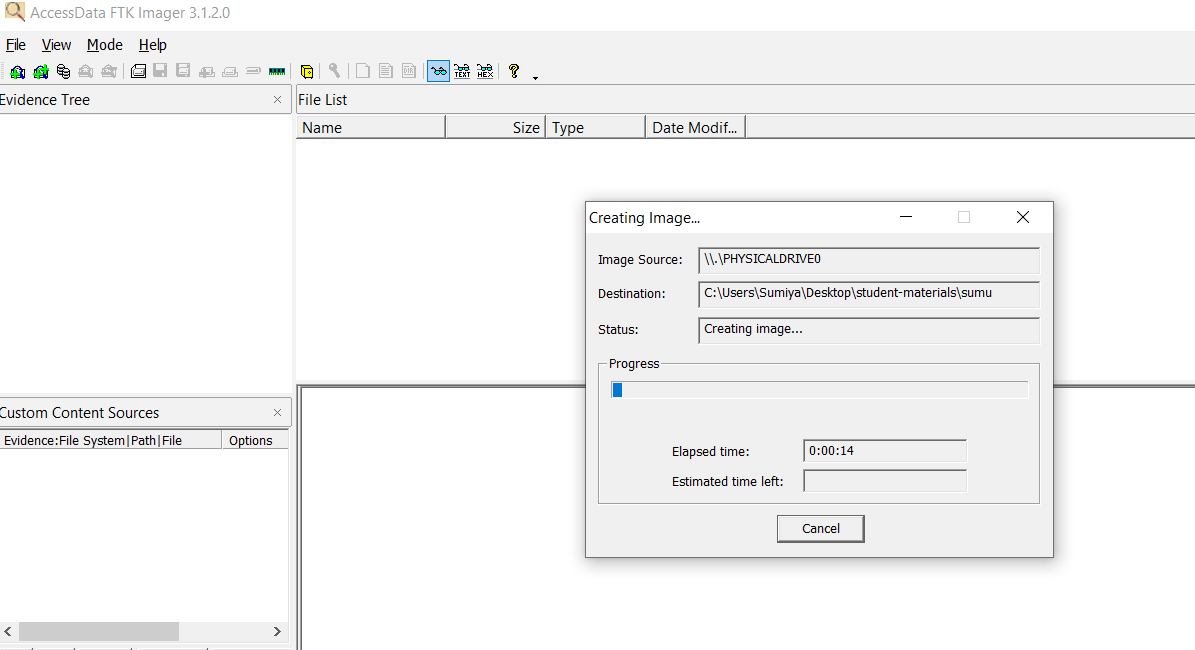 AccessData FTK Imager 3.1.2.0
File View Mode Help
TEXT HEX
Evidence Tree
File List
Name Size Type Date Modif...
Creating Image...
Image Source: \\.\PHYSICALDRIVE0
Destination: C:\Users\Sumiya\Desktop\student-materials\sumu
Status: Creating image...
Progress
Custom Content Sources
Evidence:File System|Path|File Options
Elapsed time: 0:00:14
Estimated time left:
Cancel